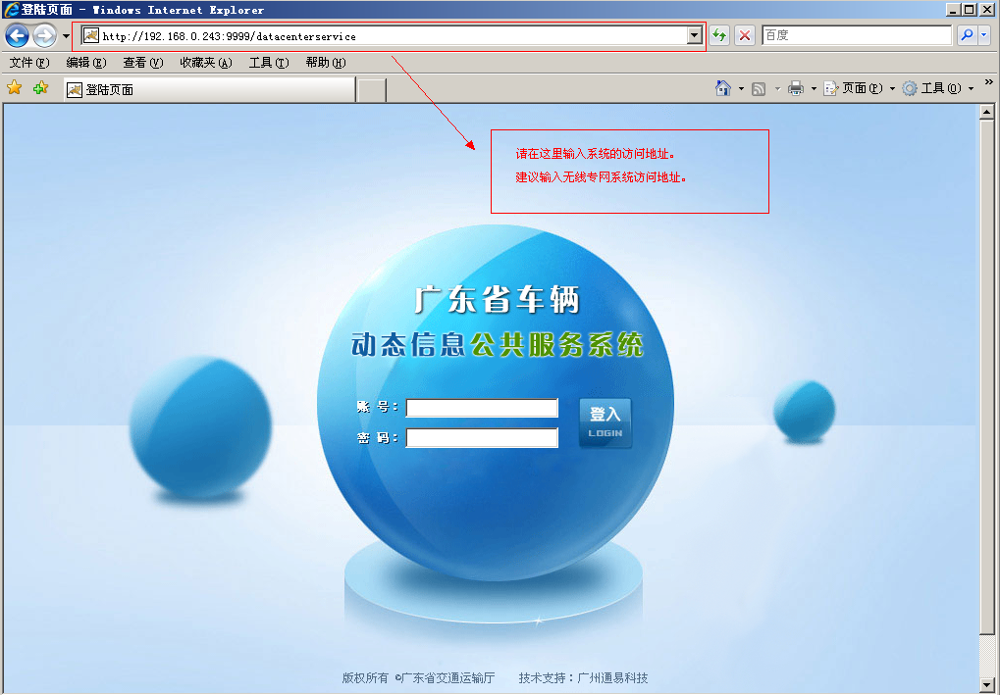 登陆页面 - Windows Internet Explorer
http://192.168.0.243:9999/datacenterservice
百度
文件(F) 编辑(E) 查看(V) 收藏夹(A) 工具(T) 帮助(H)
登陆页面
页面(P) 工具(O) »
请在这里输入系统的访问地址。
建议输入无线专网系统访问地址。
广东省车辆
动态信息公共服务系统
账 号：
登入
LOGIN
密 码：
版权所有 ©广东省交通运输厅 技术支持：广州通易科技